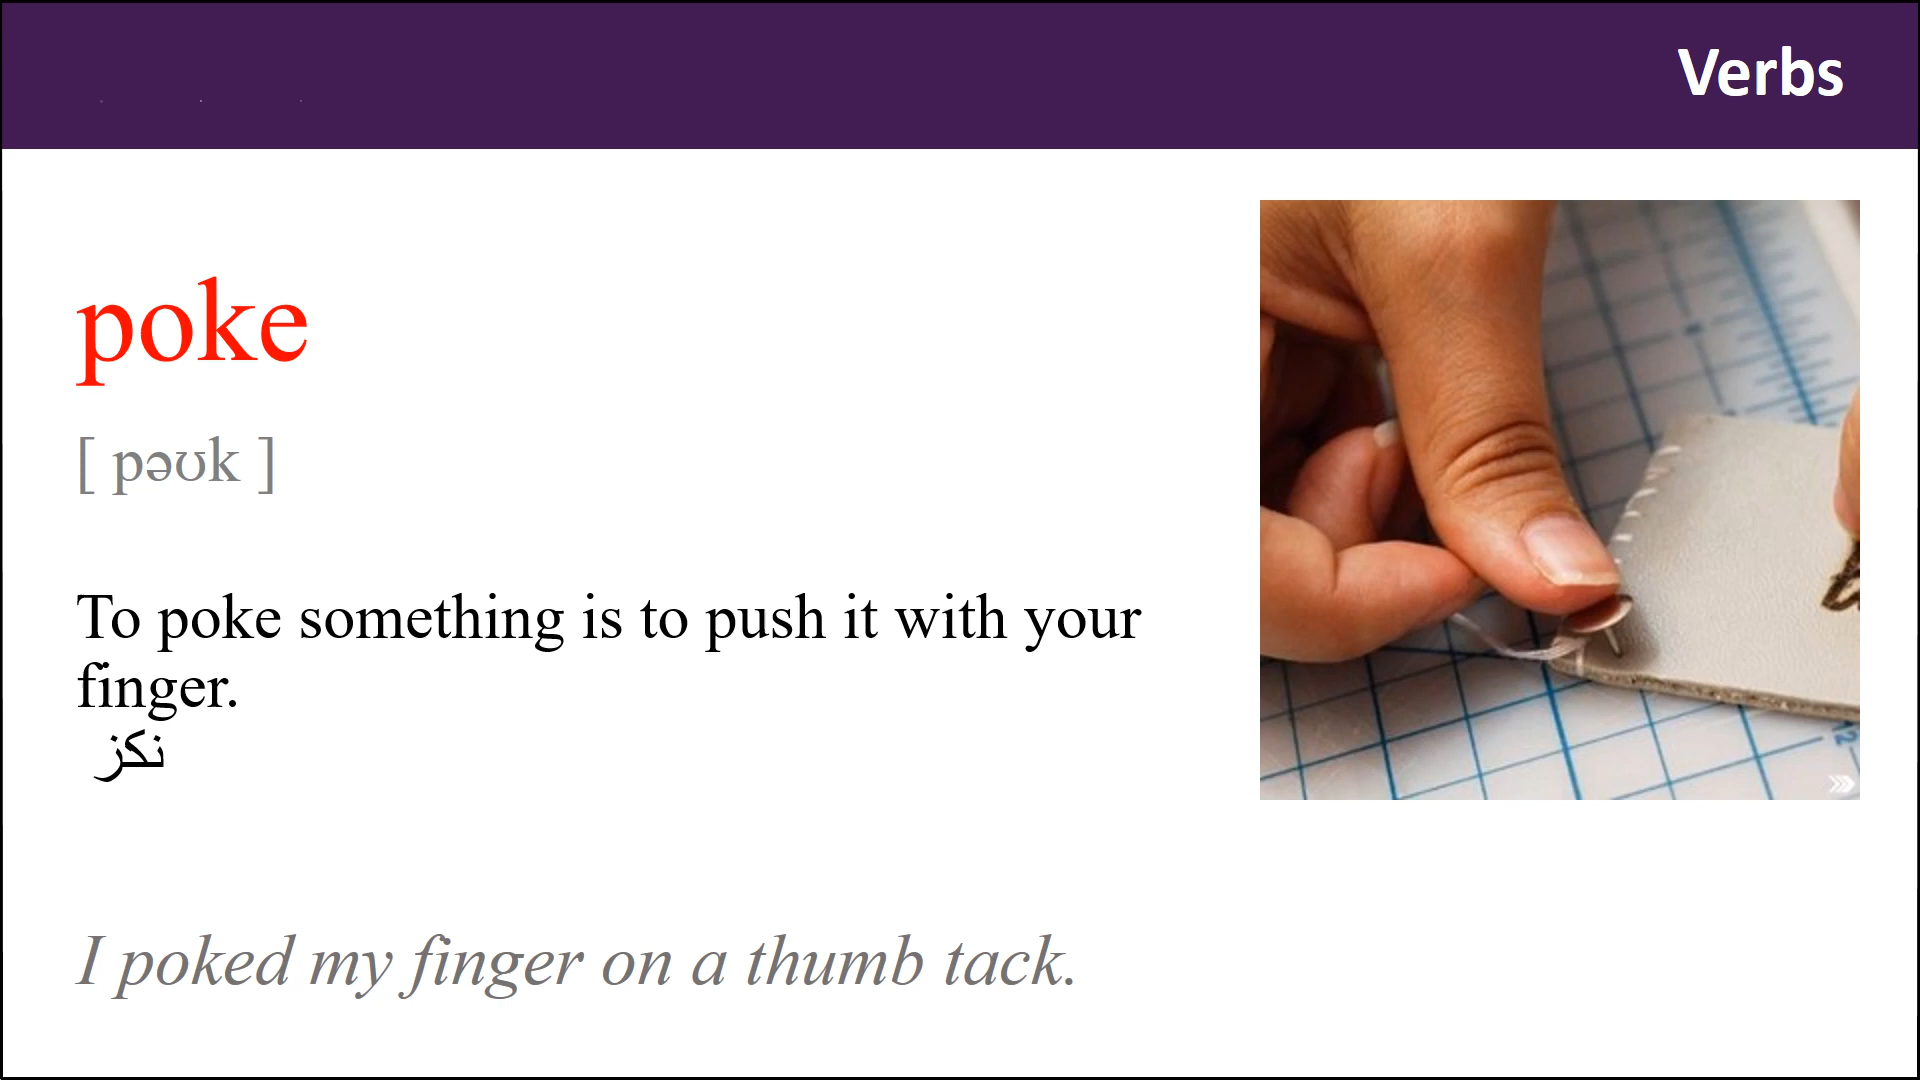 Verbs
poke
[ pəʊk ]
To poke something is to push it with your
finger.
نكز
I poked my finger on a thumb tack.